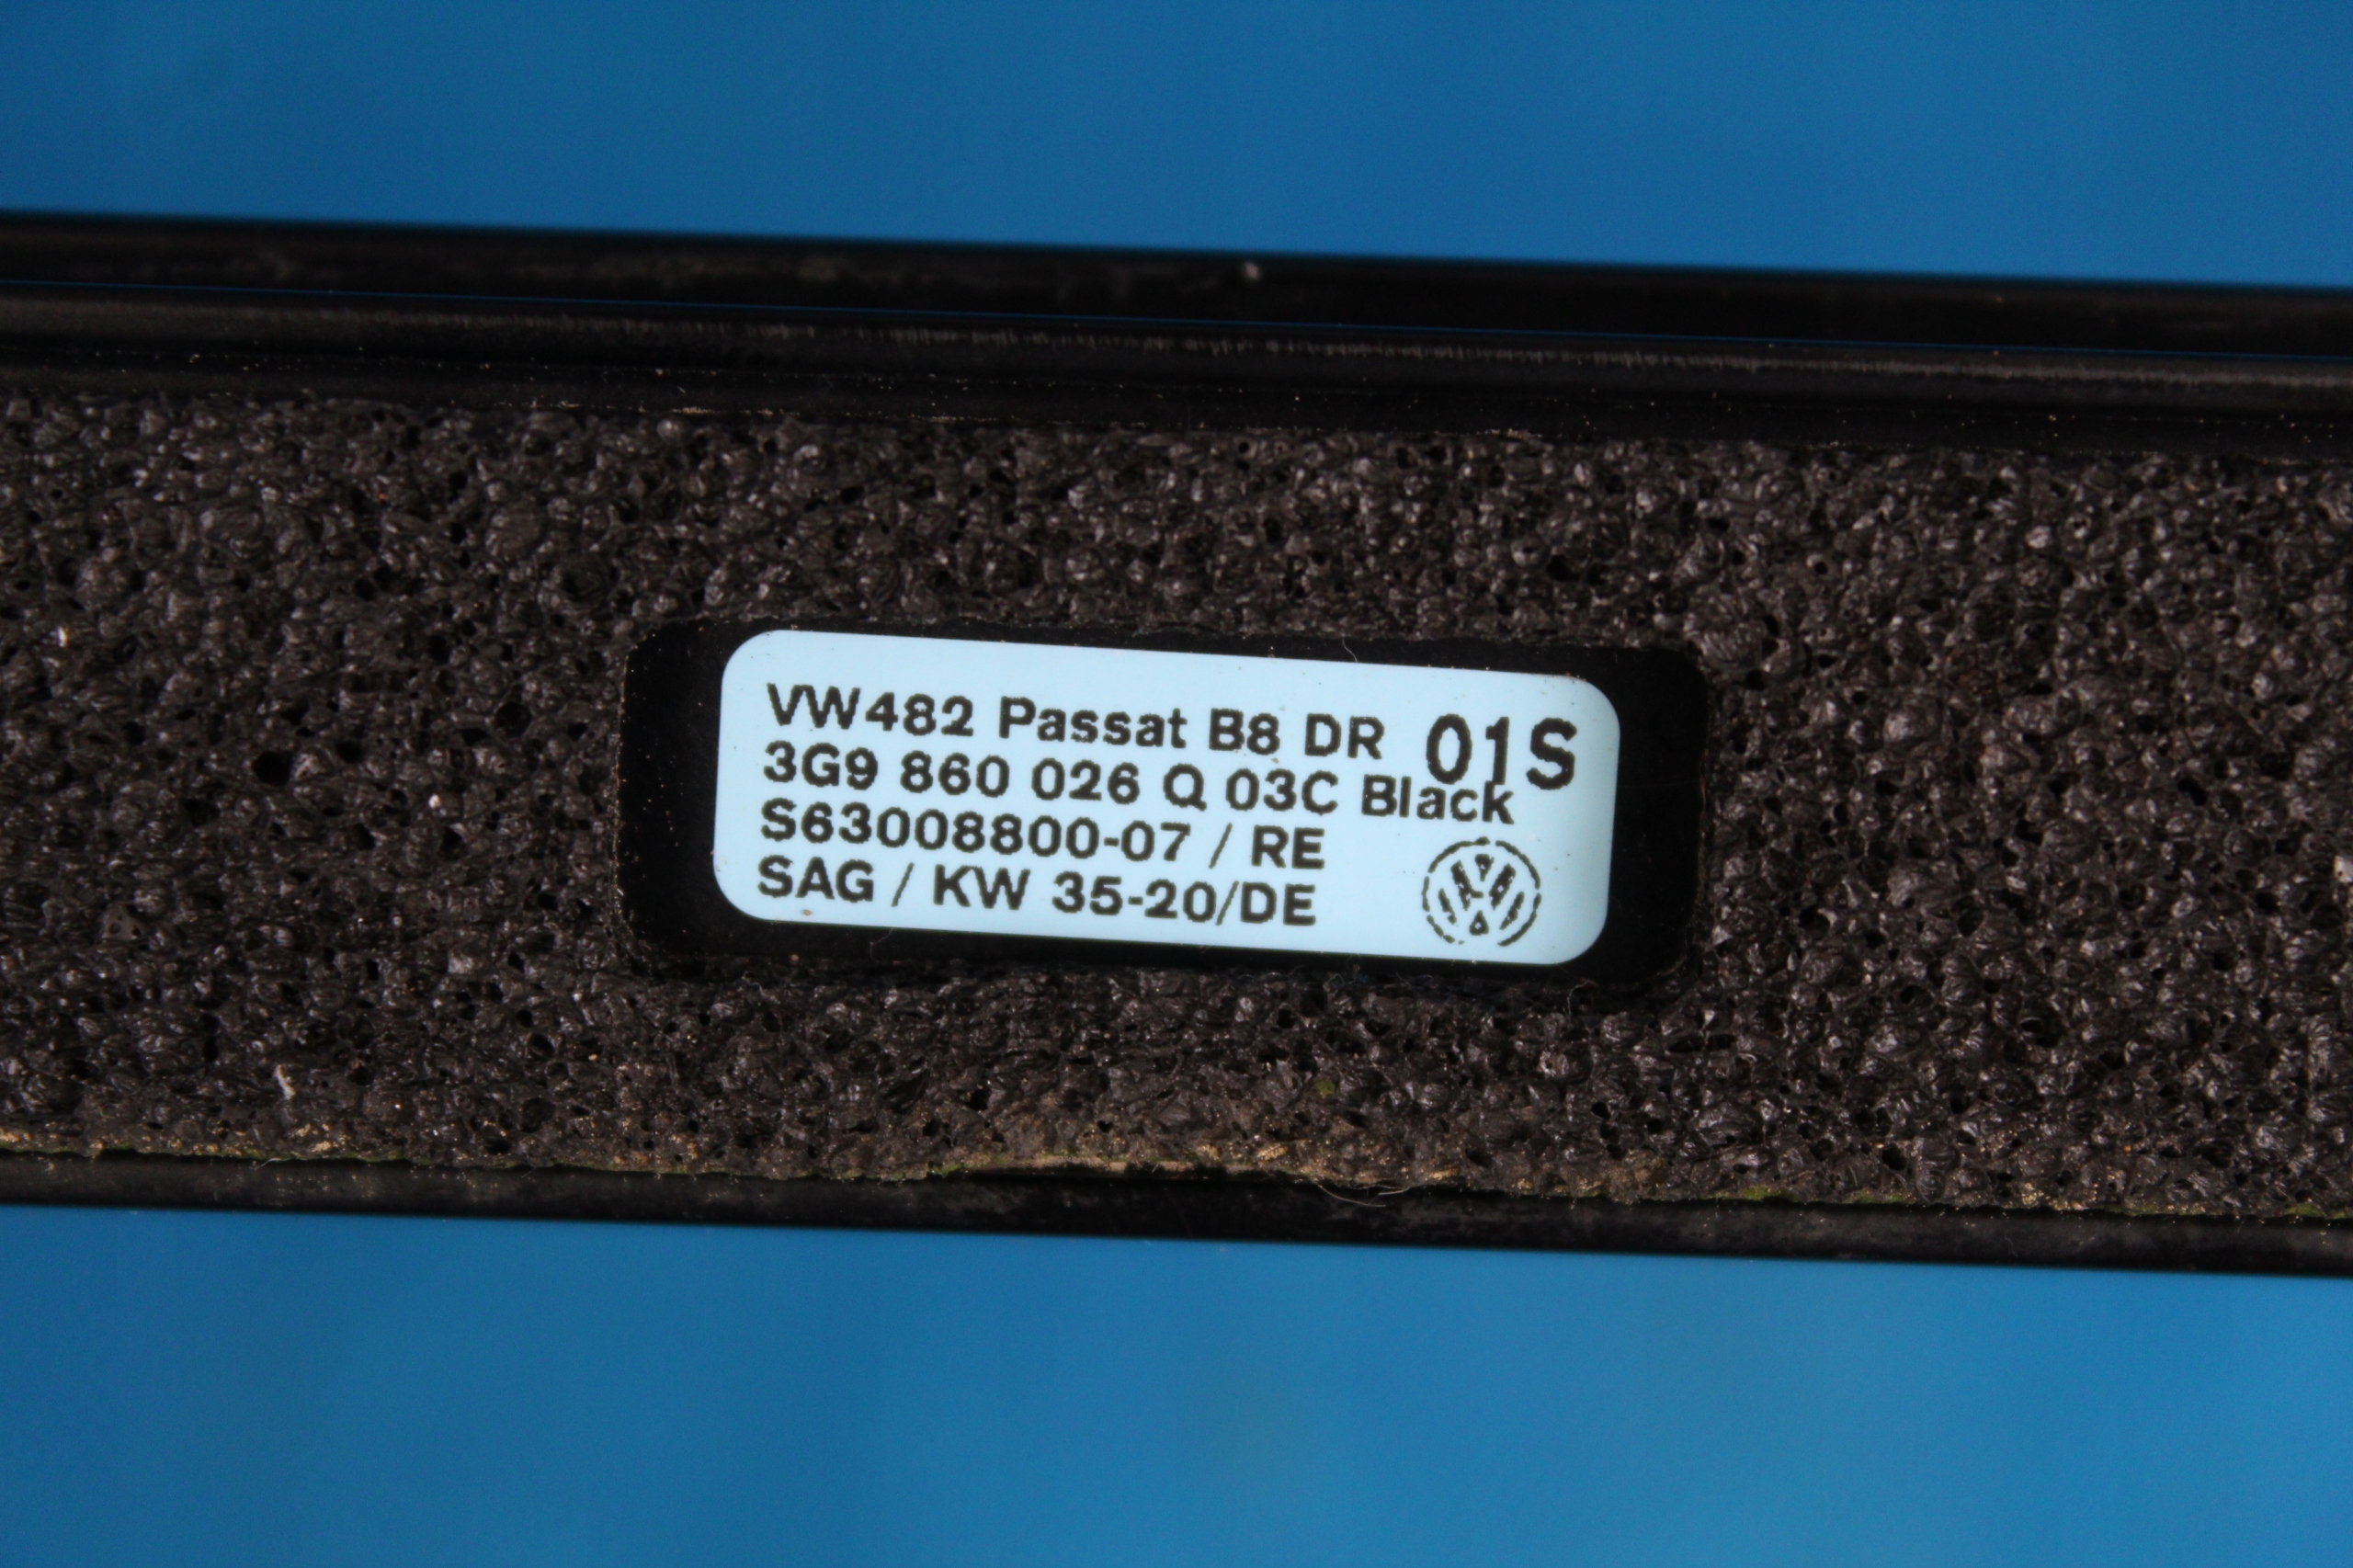 VW482 Passat B8 DR 01S
3G9 860 026 Q 03C Black
S63008800-07 / RE
SAG / KW 35-20/DE